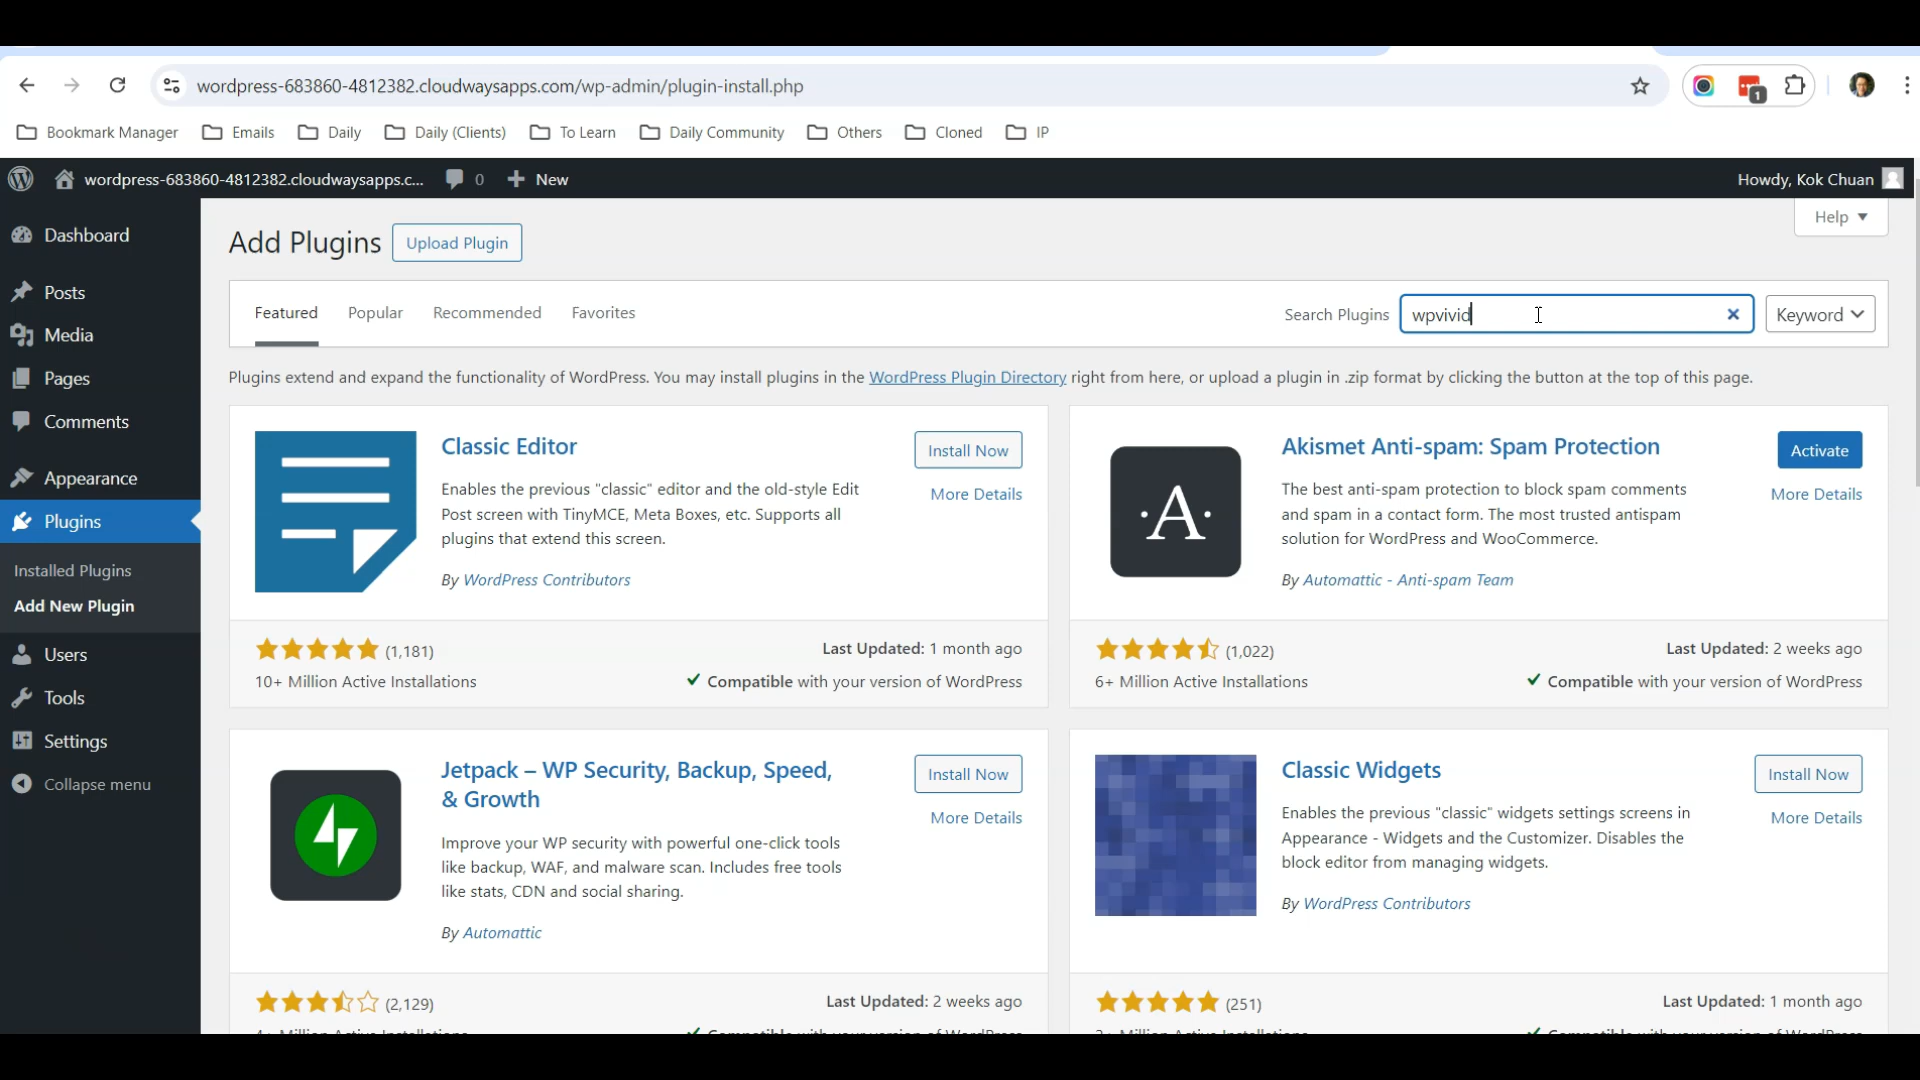 wordpress-683860-4812382.cloudwaysapps.com/wp-admin/plugin-install.php
1
Bookmark Manager Emails Daily Daily (Clients) To Learn Daily Community Others Cloned IP
wordpress-683860-4812382.cloudwaysapps.c... 0 New Howdy, Kok Chuan
Help
Dashboard
Posts
Media
Pages
Comments
Appearance
Plugins
Installed Plugins
Add New Plugin
Users
Tools
Settings
Collapse menu
Add Plugins Upload Plugin
Featured Popular Recommended Favorites Search Plugins wpvivid Keyword
Plugins extend and expand the functionality of WordPress. You may install plugins in the WordPress Plugin Directory right from here, or upload a plugin in .zip format by clicking the button at the top of this page.
Classic Editor
Install Now
More Details
Enables the previous "classic" editor and the old-style Edit
Post screen with TinyMCE, Meta Boxes, etc. Supports all
plugins that extend this screen.
By WordPress Contributors
(1,181)
Last Updated: 1 month ago
10+ Million Active Installations
Compatible with your version of WordPress
·A·
Akismet Anti-spam: Spam Protection
Activate
More Details
The best anti-spam protection to block spam comments
and spam in a contact form. The most trusted antispam
solution for WordPress and WooCommerce.
By Automattic - Anti-spam Team
(1,022)
Last Updated: 2 weeks ago
6+ Million Active Installations
Compatible with your version of WordPress
Jetpack – WP Security, Backup, Speed,
& Growth
Install Now
More Details
Improve your WP security with powerful one-click tools
like backup, WAF, and malware scan. Includes free tools
like stats, CDN and social sharing.
By Automattic
(2,129)
Last Updated: 2 weeks ago
Classic Widgets
Install Now
More Details
Enables the previous "classic" widgets settings screens in
Appearance - Widgets and the Customizer. Disables the
block editor from managing widgets.
By WordPress Contributors
(251)
Last Updated: 1 month ago